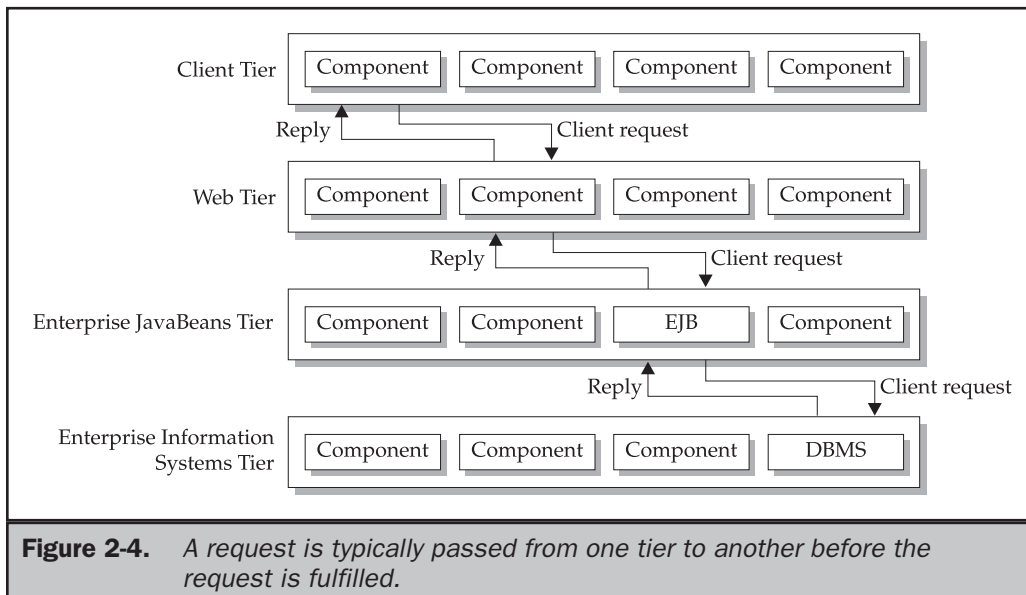 Client Tier
Component Component Component Component
Reply Client request
Web Tier
Component Component Component Component
Reply Client request
Enterprise JavaBeans Tier
Component Component EJB Component
Reply Client request
Enterprise Information
Systems Tier
Component Component Component DBMS
Figure 2-4. A request is typically passed from one tier to another before the
request is fulfilled.